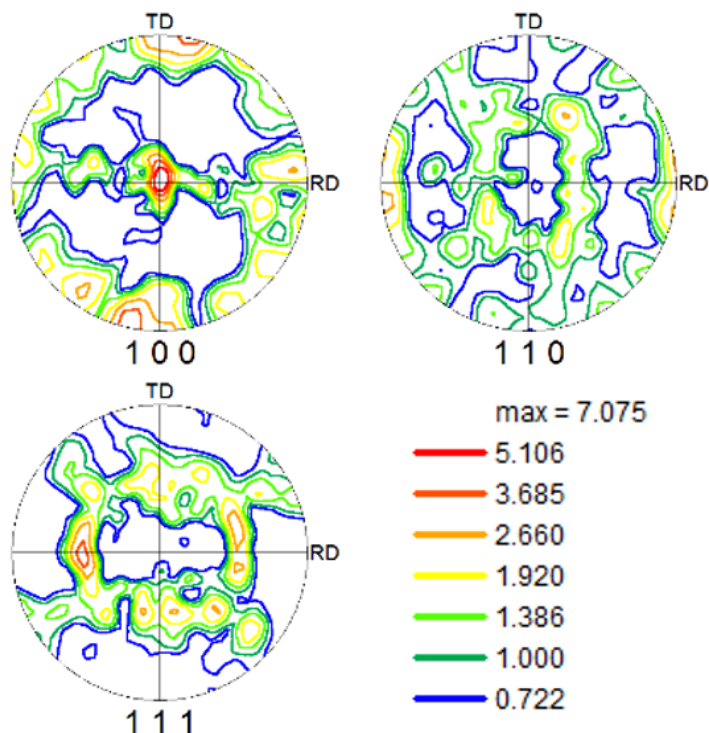 TD
TD
RD
RD
1 0 0
1 1 0
TD
RD
1 1 1
max = 7.075
5.106
3.685
2.660
1.920
1.386
1.000
0.722